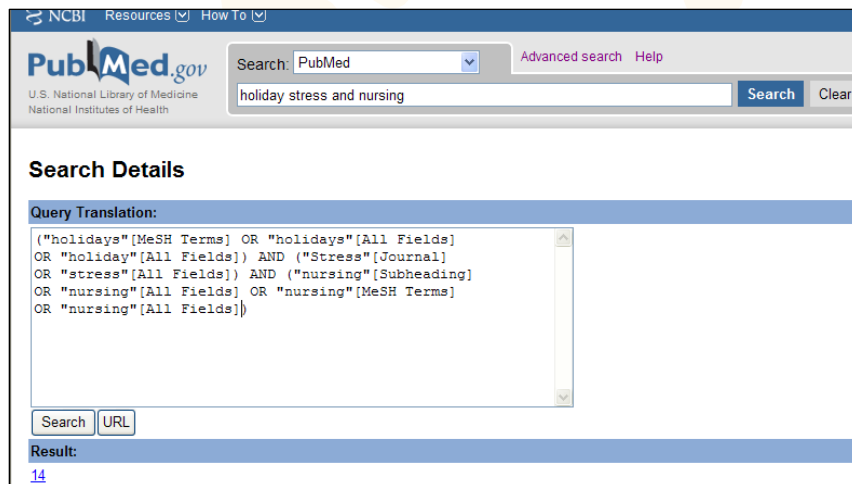 NCBI Resources How To
PubMed.gov
U.S. National Library of Medicine
National Institutes of Health
Search: PubMed
Advanced search Help
holiday stress and nursing
Search Clear
Search Details
Query Translation:
("holidays"[MeSH Terms] OR "holidays"[All Fields]
OR "holiday"[All Fields]) AND ("Stress"[Journal]
OR "stress"[All Fields]) AND ("nursing"[Subheading]
OR "nursing"[All Fields] OR "nursing"[MeSH Terms]
OR "nursing"[All Fields])
Search URL
Result:
14